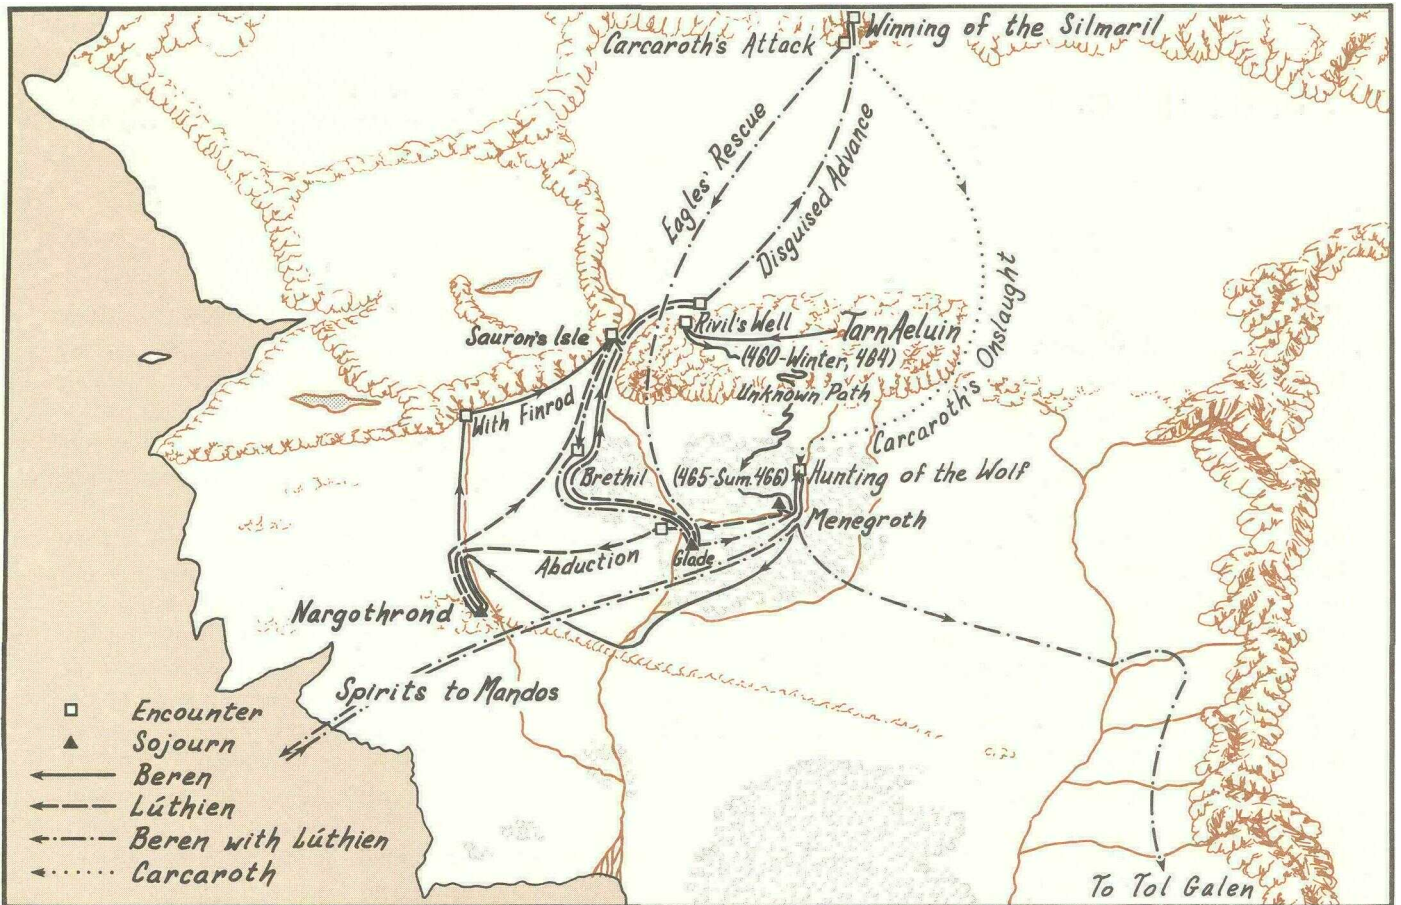 Winning of the Silmaril
Carcaroth's Attack
Eagles' Rescue
Disguised Advance
Carcaroth's Onslaught
Sauron's Isle
Rivil's Well
Tarn Aeluin
(460-Winter, 464)
Unknown Path
With Finrod
Brethil
(465-Sum. 466)
Hunting of the Wolf
Menegroth
Abduction
Glade
Nargothrond
Spirits to Mandos
Encounter
Sojourn
Beren
Lúthien
Beren with Lúthien
Carcaroth
To Tol Galen